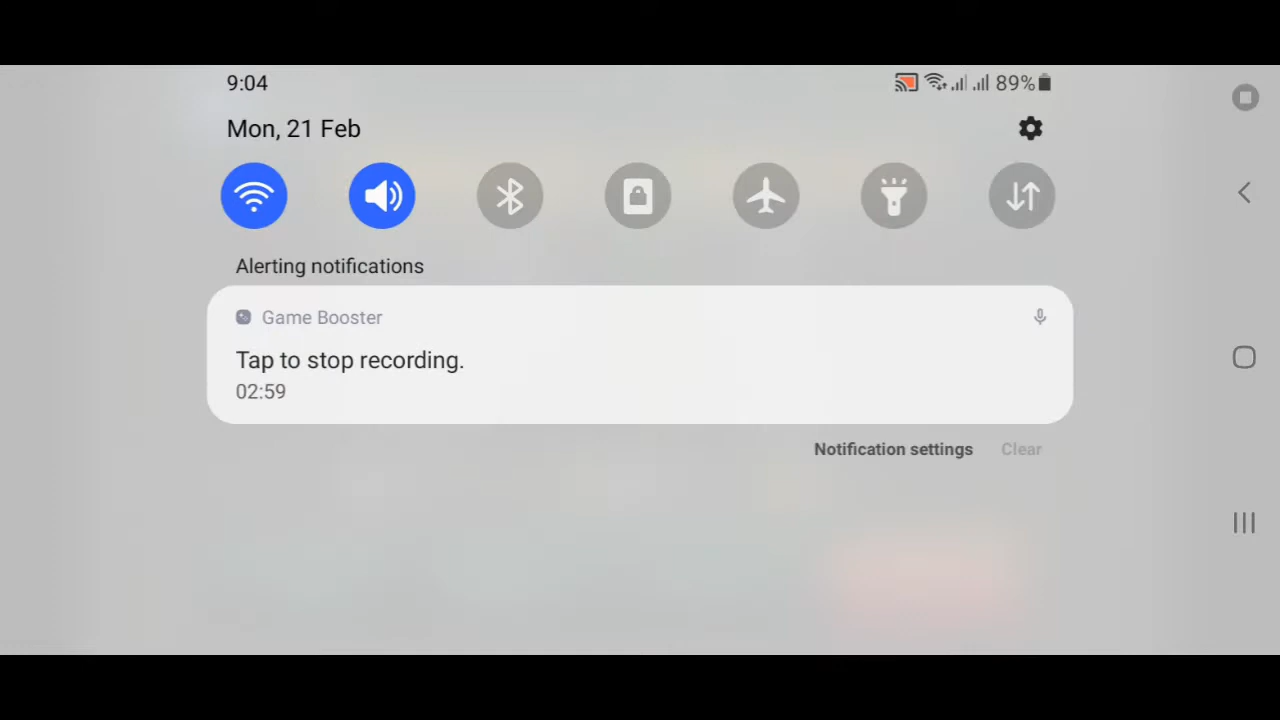 9:04
89%
Mon, 21 Feb
Alerting notifications
Game Booster
Tap to stop recording.
02:59
Notification settings
Clear